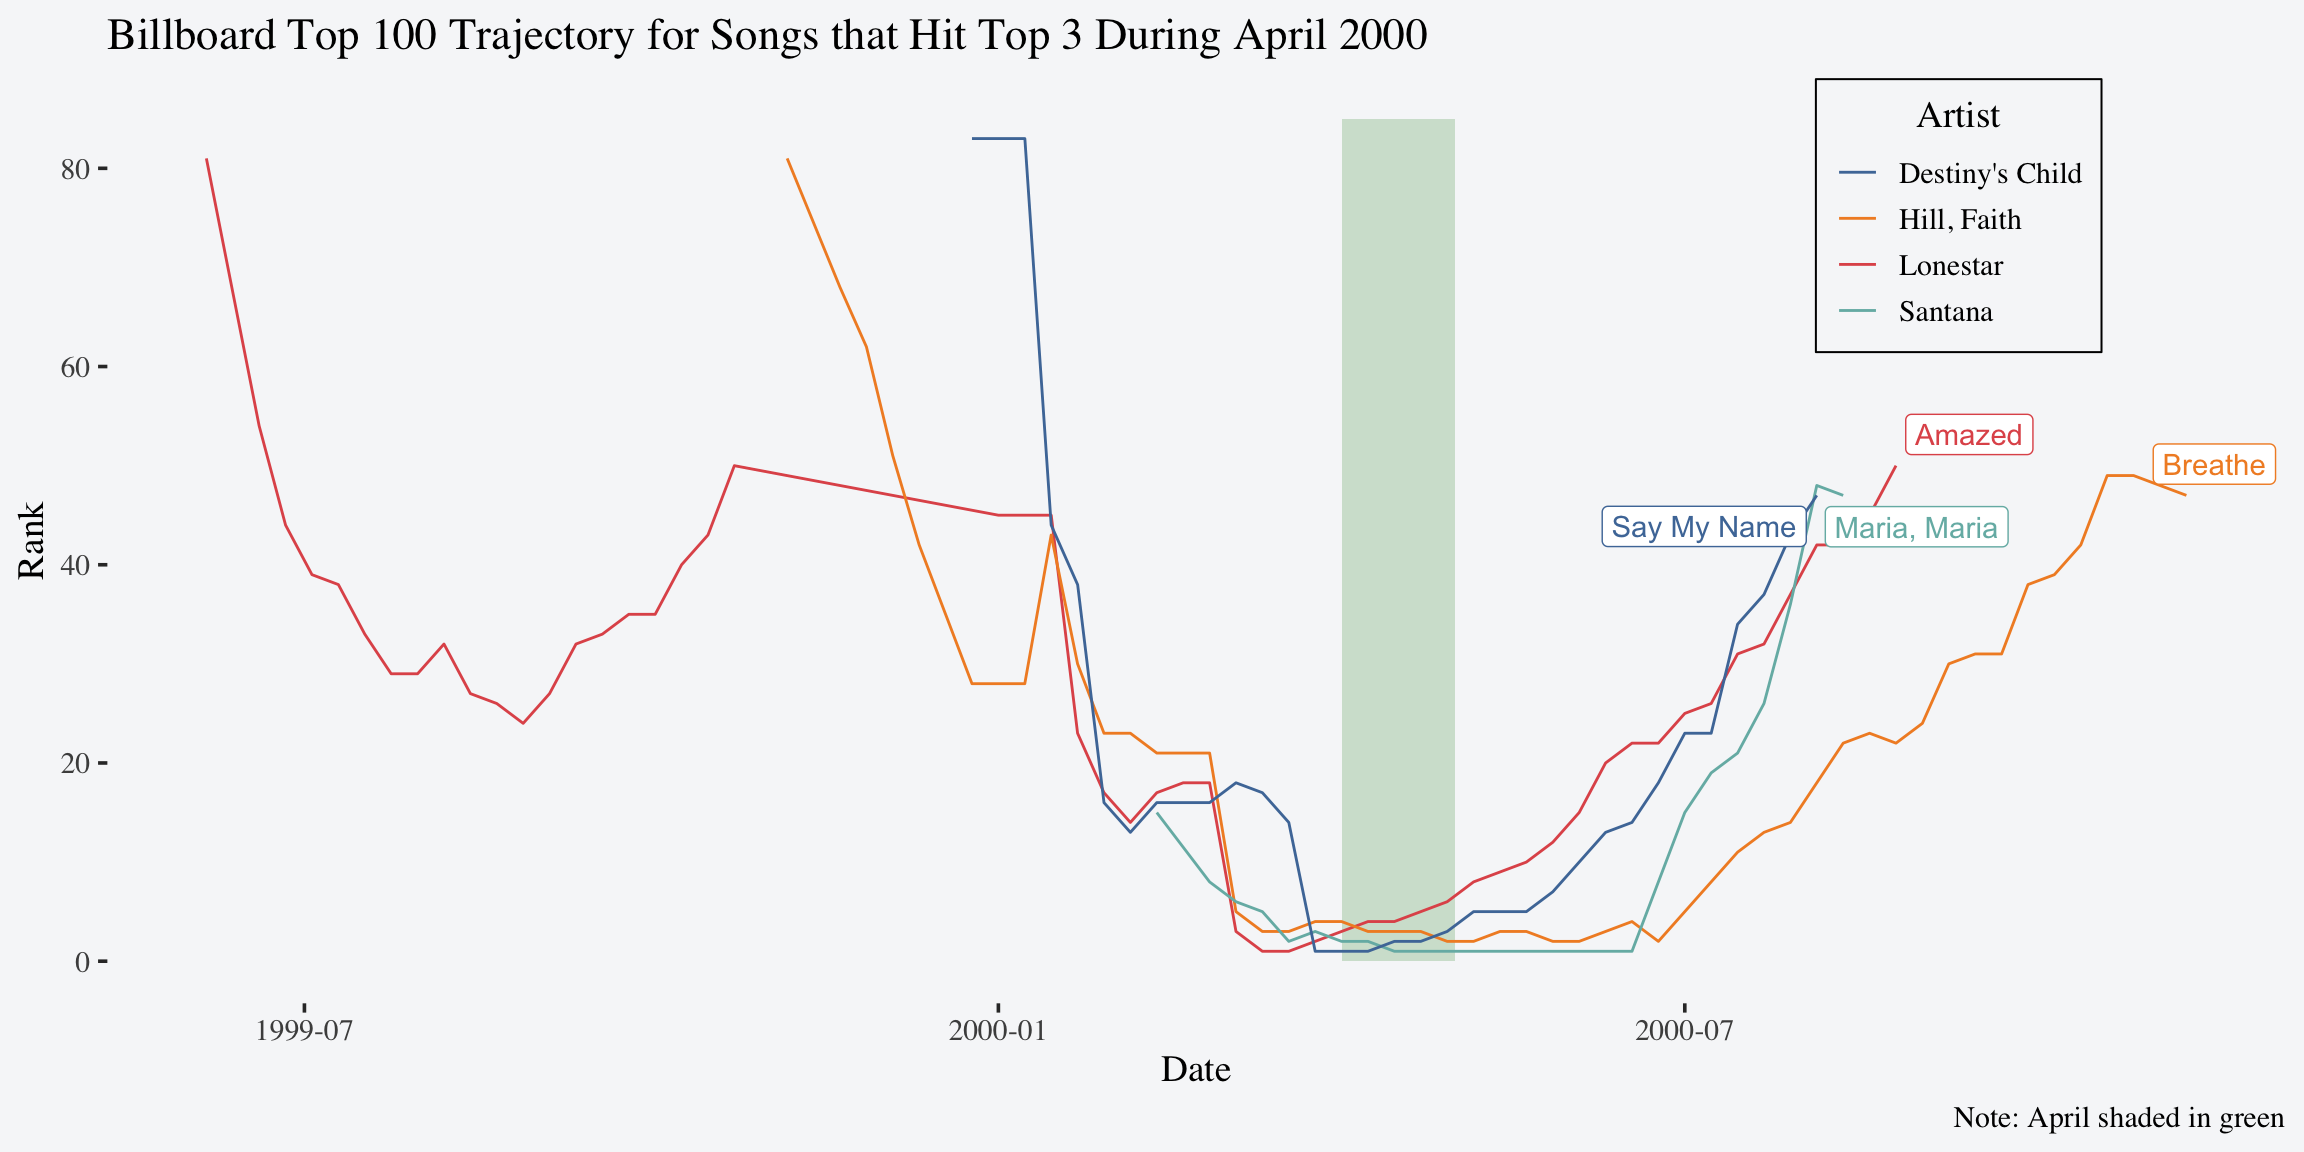 Billboard Top 100 Trajectory for Songs that Hit Top 3 During April 2000
Artist
Destiny's Child
Hill, Faith
Lonestar
Santana
80
60
40
20
0
Rank
Amazed
Breathe
Say My Name
Maria, Maria
1999-07
2000-01
2000-07
Date
Note: April shaded in green